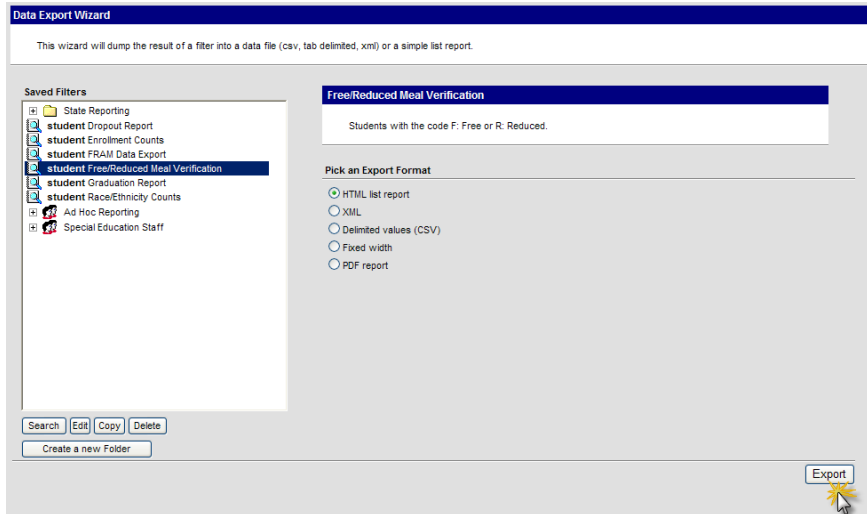 Data Export Wizard
This wizard will dump the result of a filter into a data file (csv, tab delimited, xml) or a simple list report.
Saved Filters
State Reporting
student Dropout Report
student Enrollment Counts
student FRAM Data Export
student Free/Reduced Meal Verification
student Graduation Report
student Race/Ethnicity Counts
Ad Hoc Reporting
Special Education Staff
Search Edit Copy Delete
Create a new Folder
Free/Reduced Meal Verification
Students with the code F: Free or R: Reduced.
Pick an Export Format
HTML list report
XML
Delimited values (CSV)
Fixed width
PDF report
Export